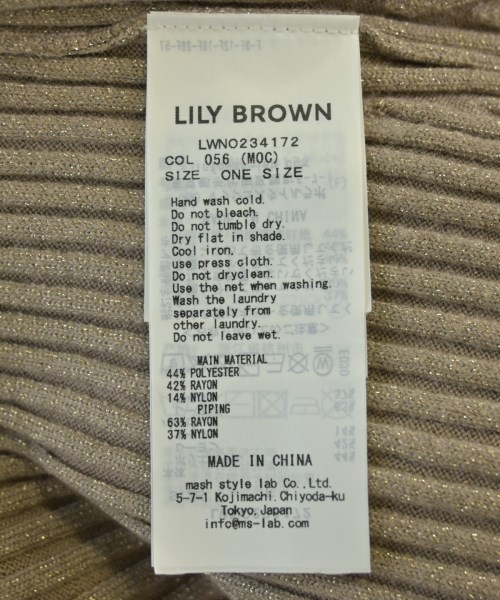 LILY BROWN
LWNO234172
COL 056 (MOC)
SIZE ONE SIZE
Hand wash cold.
Do not bleach.
Do not tumble dry.
Dry flat in shade.
Cool iron,
use press cloth.
Do not dryclean.
Use the net when washing.
Wash the laundry
separately from
other laundry.
Do not leave wet.
MAIN MATERIAL
44% POLYESTER
42% RAYON
14% NYLON
PIPING
63% RAYON
37% NYLON
MADE IN CHINA
mash style lab Co.,Ltd.
5-7-1 Kojimachi,Chiyoda-ku
Tokyo,Japan
info@ms-lab.com